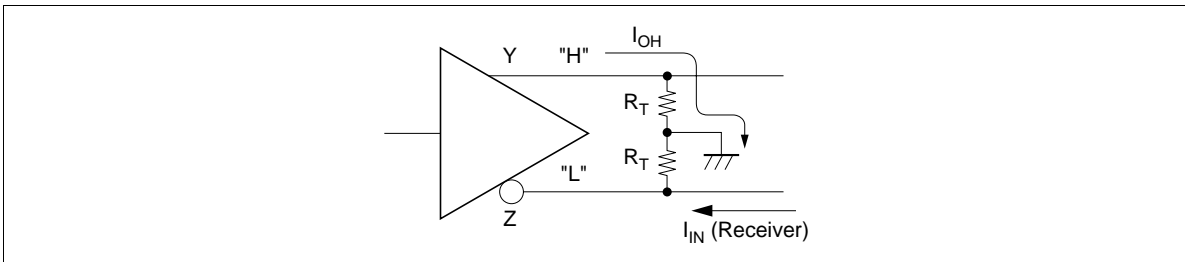 Y "H" I_OH
R_T
R_T
"L"
Z
I_IN (Receiver)